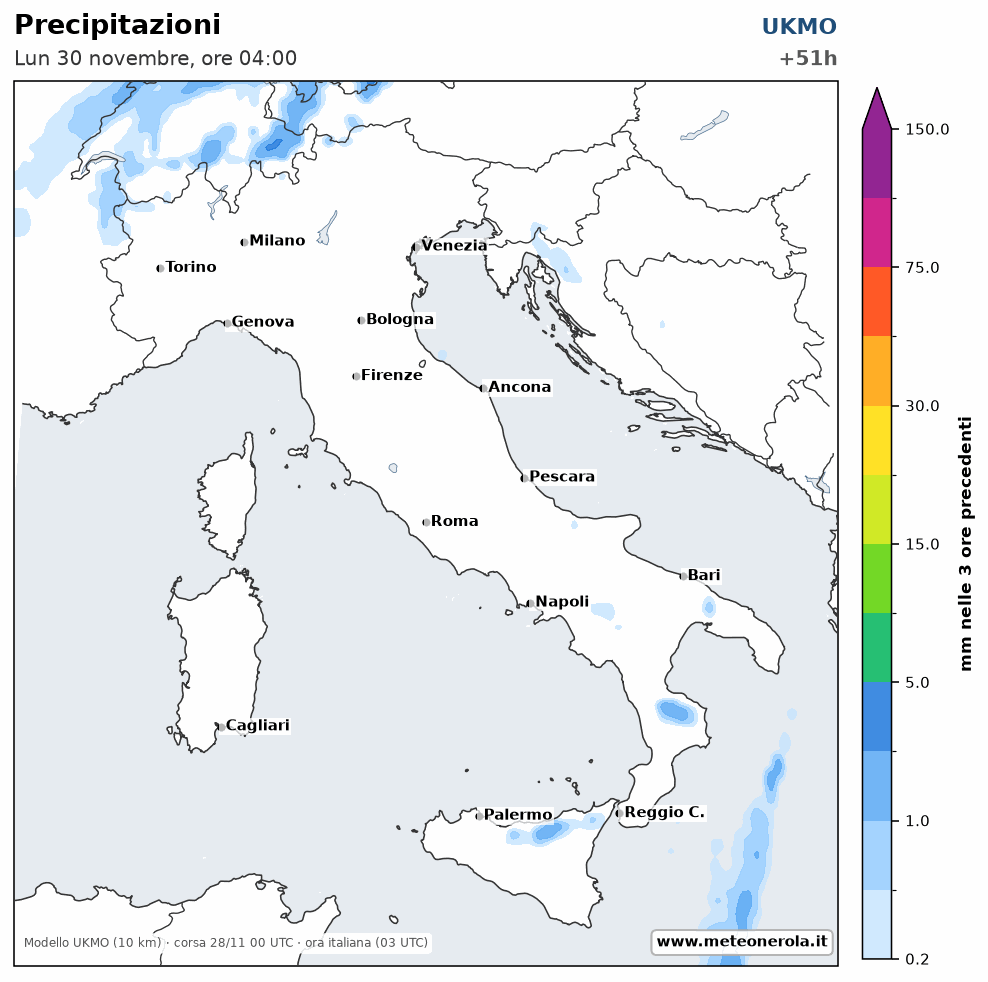 Precipitazioni
UKMO
Lun 30 novembre, ore 04:00
+51h
150.0
75.0
30.0
15.0
5.0
1.0
0.2
mm nelle 3 ore precedenti
Milano
Venezia
Torino
Genova
Bologna
Firenze
Ancona
Pescara
Roma
Bari
Napoli
Cagliari
Palermo
Reggio C.
Modello UKMO (10 km) · corsa 28/11 00 UTC · ora italiana (03 UTC)
www.meteonerola.it